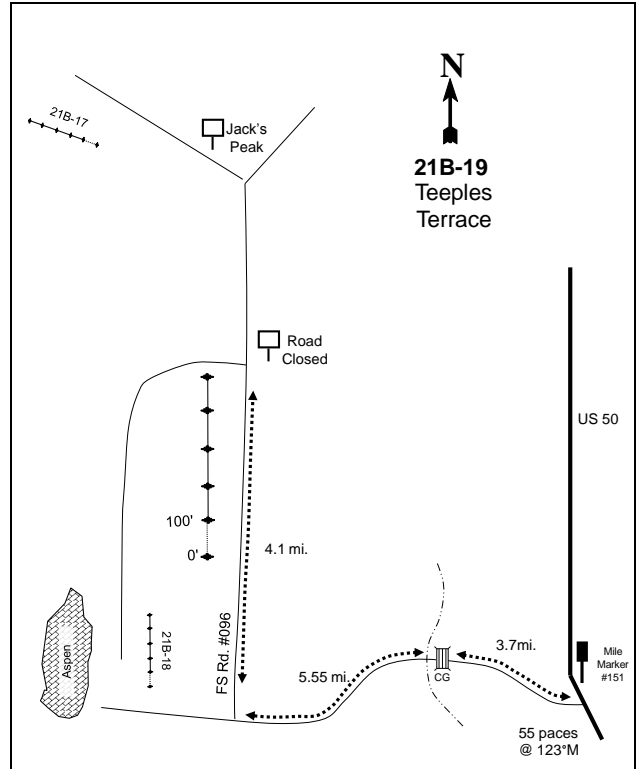 21B-17
Jack's
Peak
N
21B-19
Teeples
Terrace
Road
Closed
US 50
100'
0'
4.1 mi.
FS Rd. #096
21B-18
Aspen
5.55 mi.
CG
3.7mi.
Mile
Marker
#151
55 paces
@ 123°M